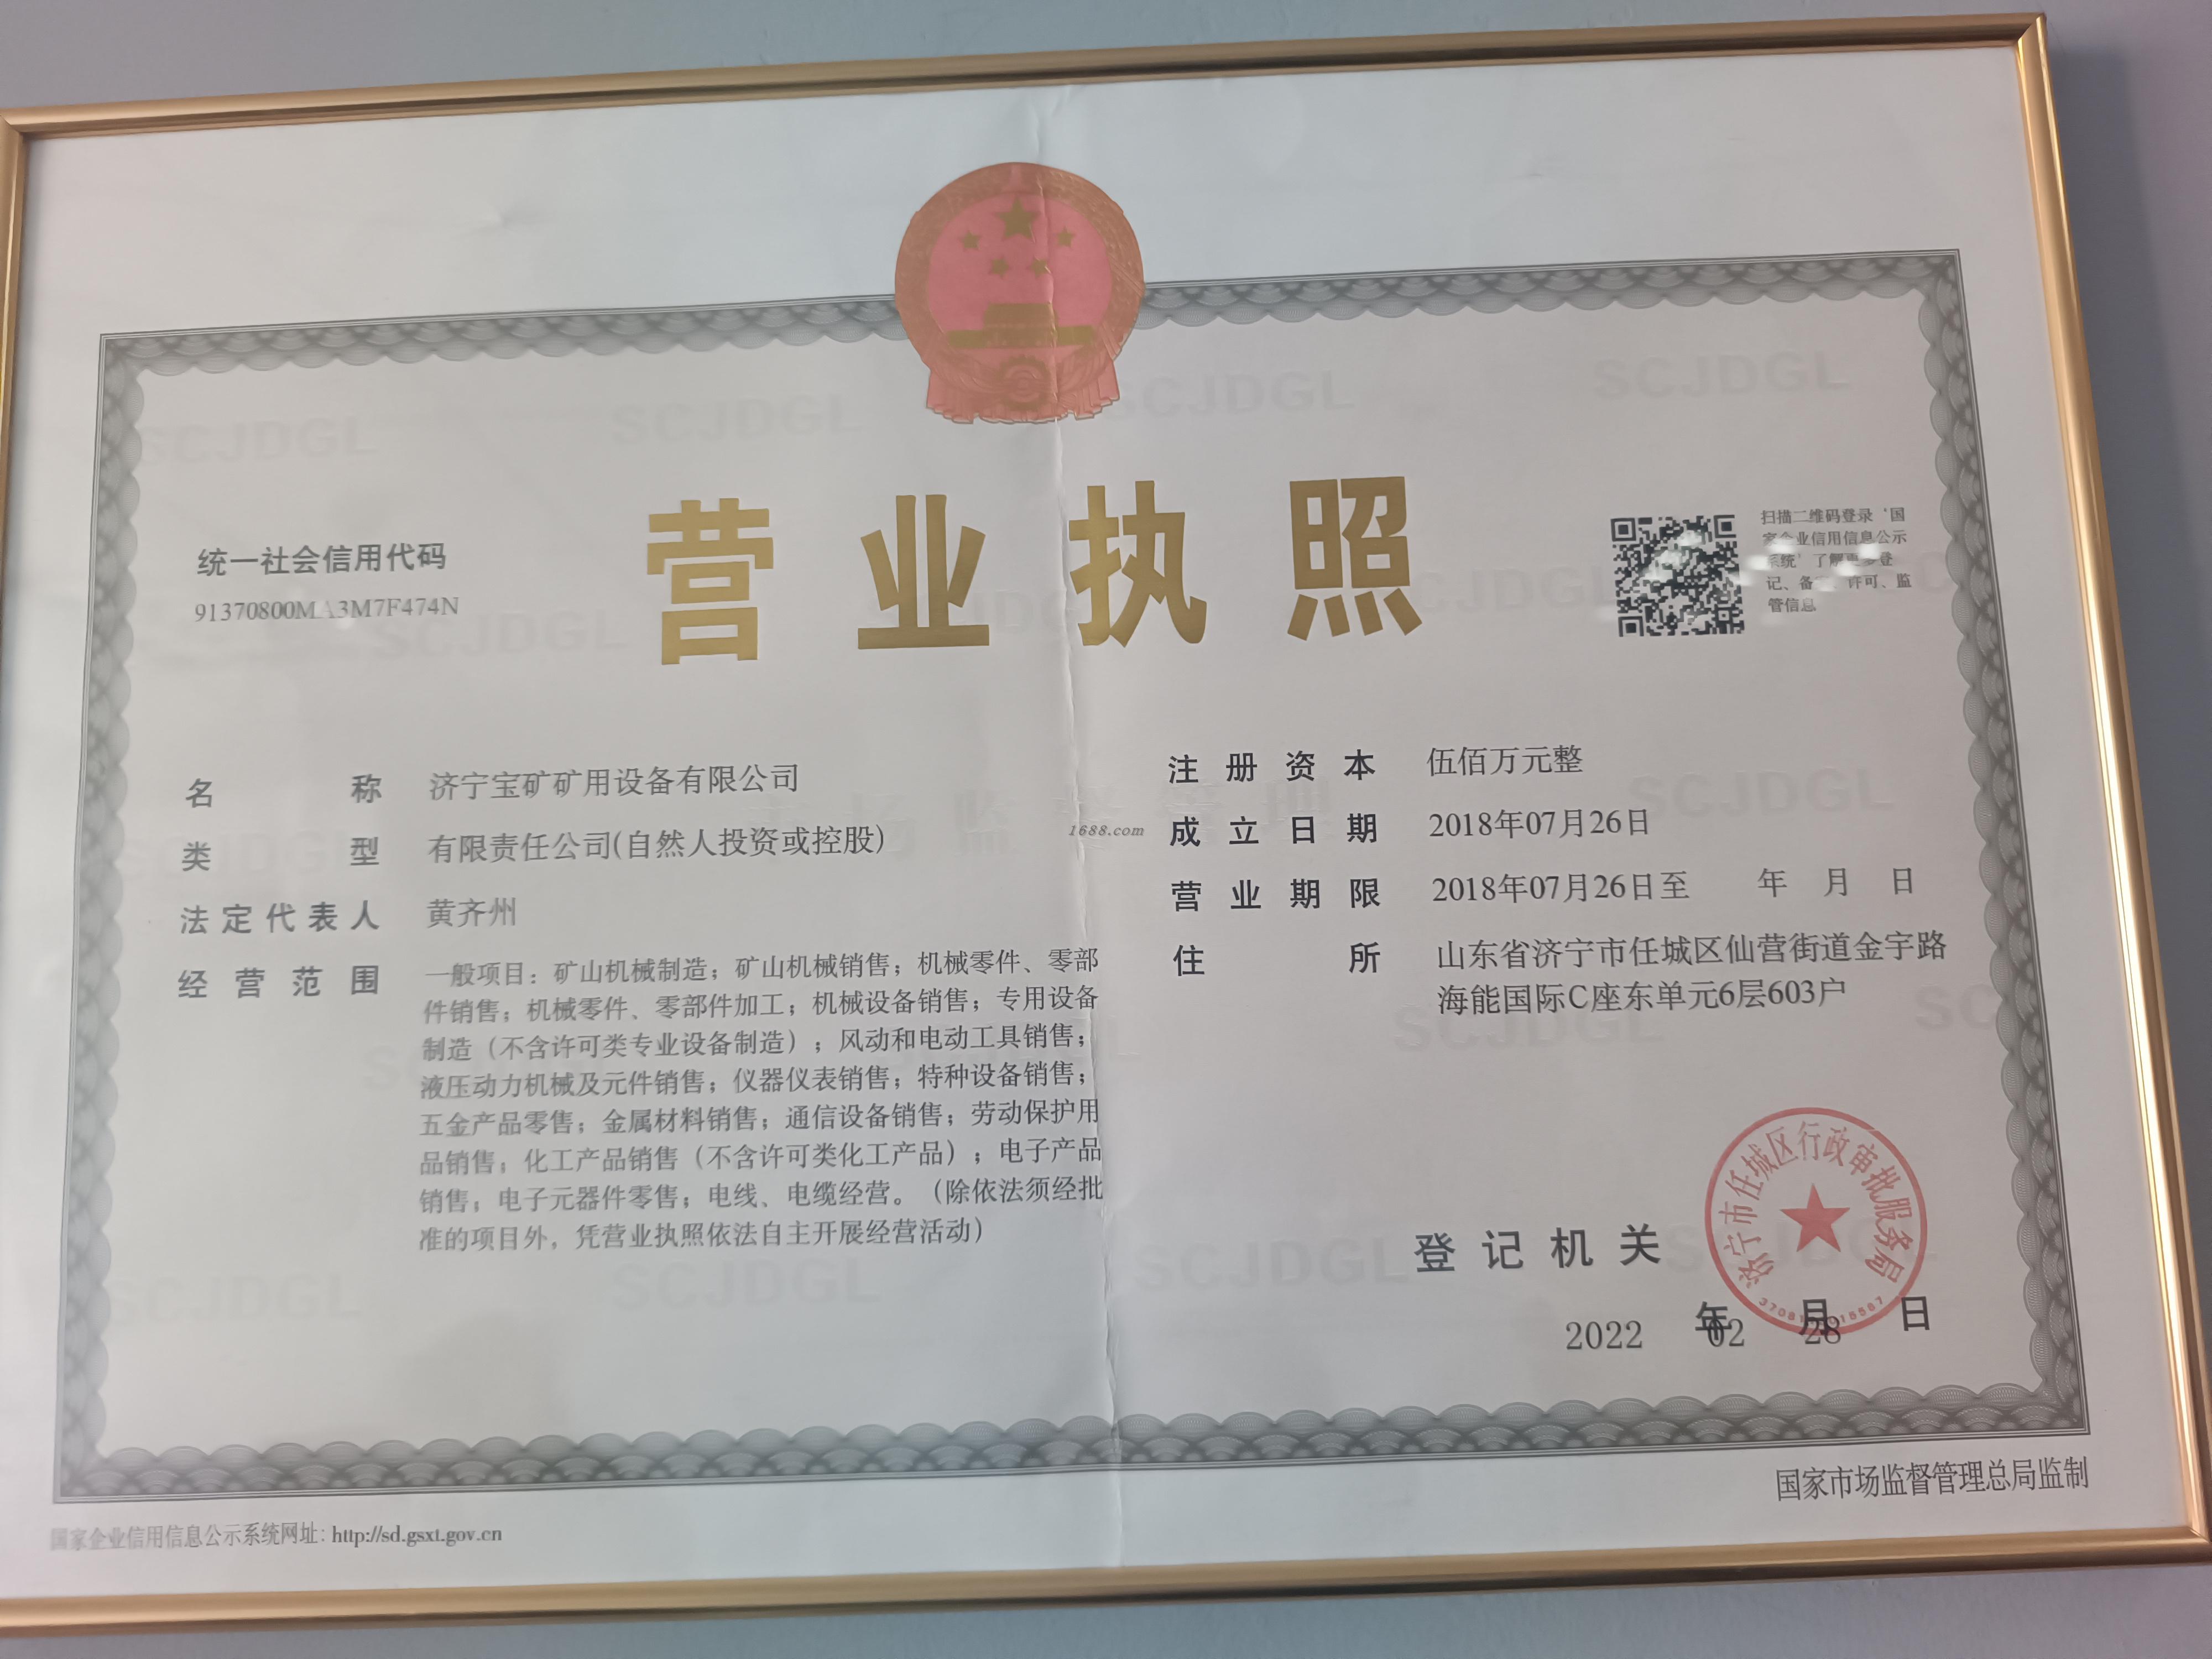 营业执照
统一社会信用代码
91370800MA3M7F474N
扫描二维码登录‘国
家企业信用信息公示
系统’了解更多登
记、备 许可、监
管信息
名称 济宁宝矿矿用设备有限公司
类型 有限责任公司(自然人投资或控股)
法定代表人 黄齐州
经营范围 一般项目：矿山机械制造；矿山机械销售；机械零件、零部
件销售；机械零件、零部件加工；机械设备销售；专用设备
制造（不含许可类专业设备制造）；风动和电动工具销售；
液压动力机械及元件销售；仪器仪表销售；特种设备销售；
五金产品零售；金属材料销售；通信设备销售；劳动保护用
品销售；化工产品销售（不含许可类化工产品）；电子产品
销售；电子元器件零售；电线、电缆经营。（除依法须经批
准的项目外，凭营业执照依法自主开展经营活动）
1688.com
注册资本 伍佰万元整
成立日期 2018年07月26日
营业期限 2018年07月26日至 年 月 日
住所 山东省济宁市任城区仙营街道金宇路
海能国际C座东单元6层603户
登记机关
济宁市任城区行政审批服务局
2022 年 02 月 28 日
国家企业信用信息公示系统网址：http://sd.gsxt.gov.cn
国家市场监督管理总局监制
SCJDGL